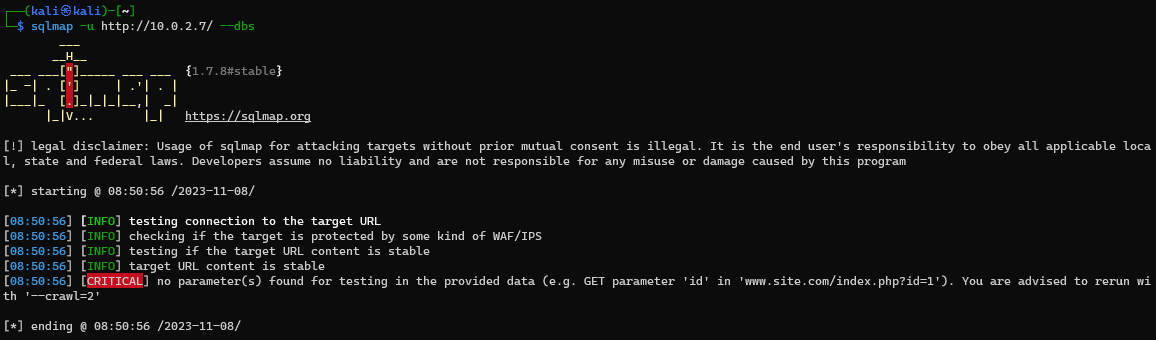 ┌──(kali㉿kali)-[~]
└─$ sqlmap -u http://10.0.2.7/ --dbs
        ___
       __H__
 ___ ___["]_____ ___ ___  {1.7.8#stable}
|_ -| . [']     | .'| . |
|___|_  [.]_|_|_|__,|  _|
      |_|V...       |_|   https://sqlmap.org
[!] legal disclaimer: Usage of sqlmap for attacking targets without prior mutual consent is illegal. It is the end user's responsibility to obey all applicable loca
l, state and federal laws. Developers assume no liability and are not responsible for any misuse or damage caused by this program
[*] starting @ 08:50:56 /2023-11-08/
[08:50:56] [INFO] testing connection to the target URL
[08:50:56] [INFO] checking if the target is protected by some kind of WAF/IPS
[08:50:56] [INFO] testing if the target URL content is stable
[08:50:56] [INFO] target URL content is stable
[08:50:56] [CRITICAL] no parameter(s) found for testing in the provided data (e.g. GET parameter 'id' in 'www.site.com/index.php?id=1'). You are advised to rerun wi
th '--crawl=2'
[*] ending @ 08:50:56 /2023-11-08/